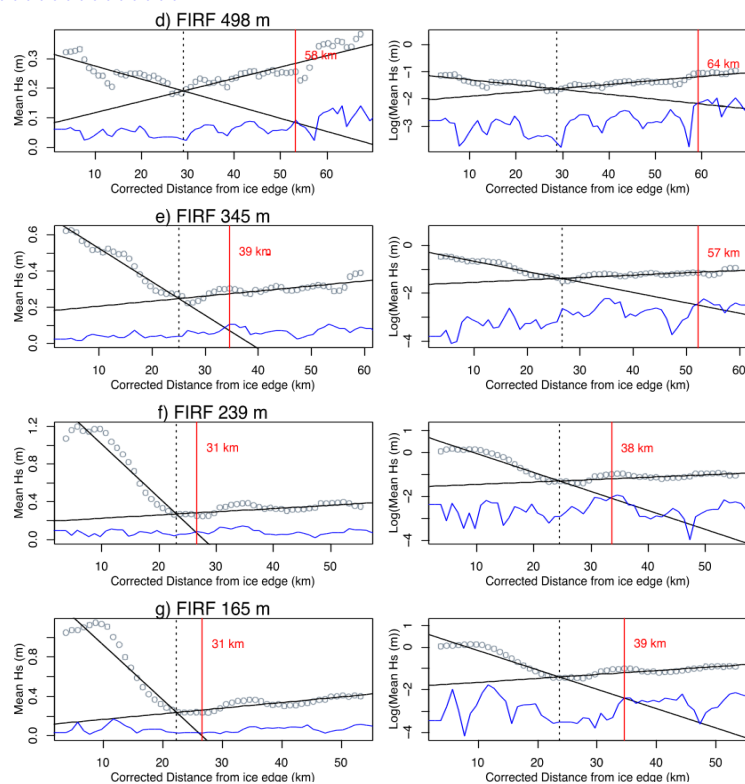 d) FIRF 498 m
Mean Hs (m)
0.0 0.1 0.2 0.3
58 km
10 20 30 40 50 60
Corrected Distance from ice edge (km)
Log(Mean Hs (m))
−3 −2 −1 0
64 km
10 20 30 40 50 60
Corrected Distance from ice edge (km)
e) FIRF 345 m
Mean Hs (m)
0.0 0.2 0.4 0.6
39 km
10 20 30 40 50 60
Corrected Distance from ice edge (km)
Log(Mean Hs (m))
−4 −2 0
57 km
10 20 30 40 50 60
Corrected Distance from ice edge (km)
f) FIRF 239 m
Mean Hs (m)
0.0 0.4 0.8 1.2
31 km
10 20 30 40 50
Corrected Distance from ice edge (km)
Log(Mean Hs (m))
−4 −2 0 1
38 km
10 20 30 40 50
Corrected Distance from ice edge (km)
g) FIRF 165 m
Mean Hs (m)
0.0 0.4 0.8
31 km
10 20 30 40 50
Corrected Distance from ice edge (km)
Log(Mean Hs (m))
−4 −2 0 1
39 km
10 20 30 40 50
Corrected Distance from ice edge (km)